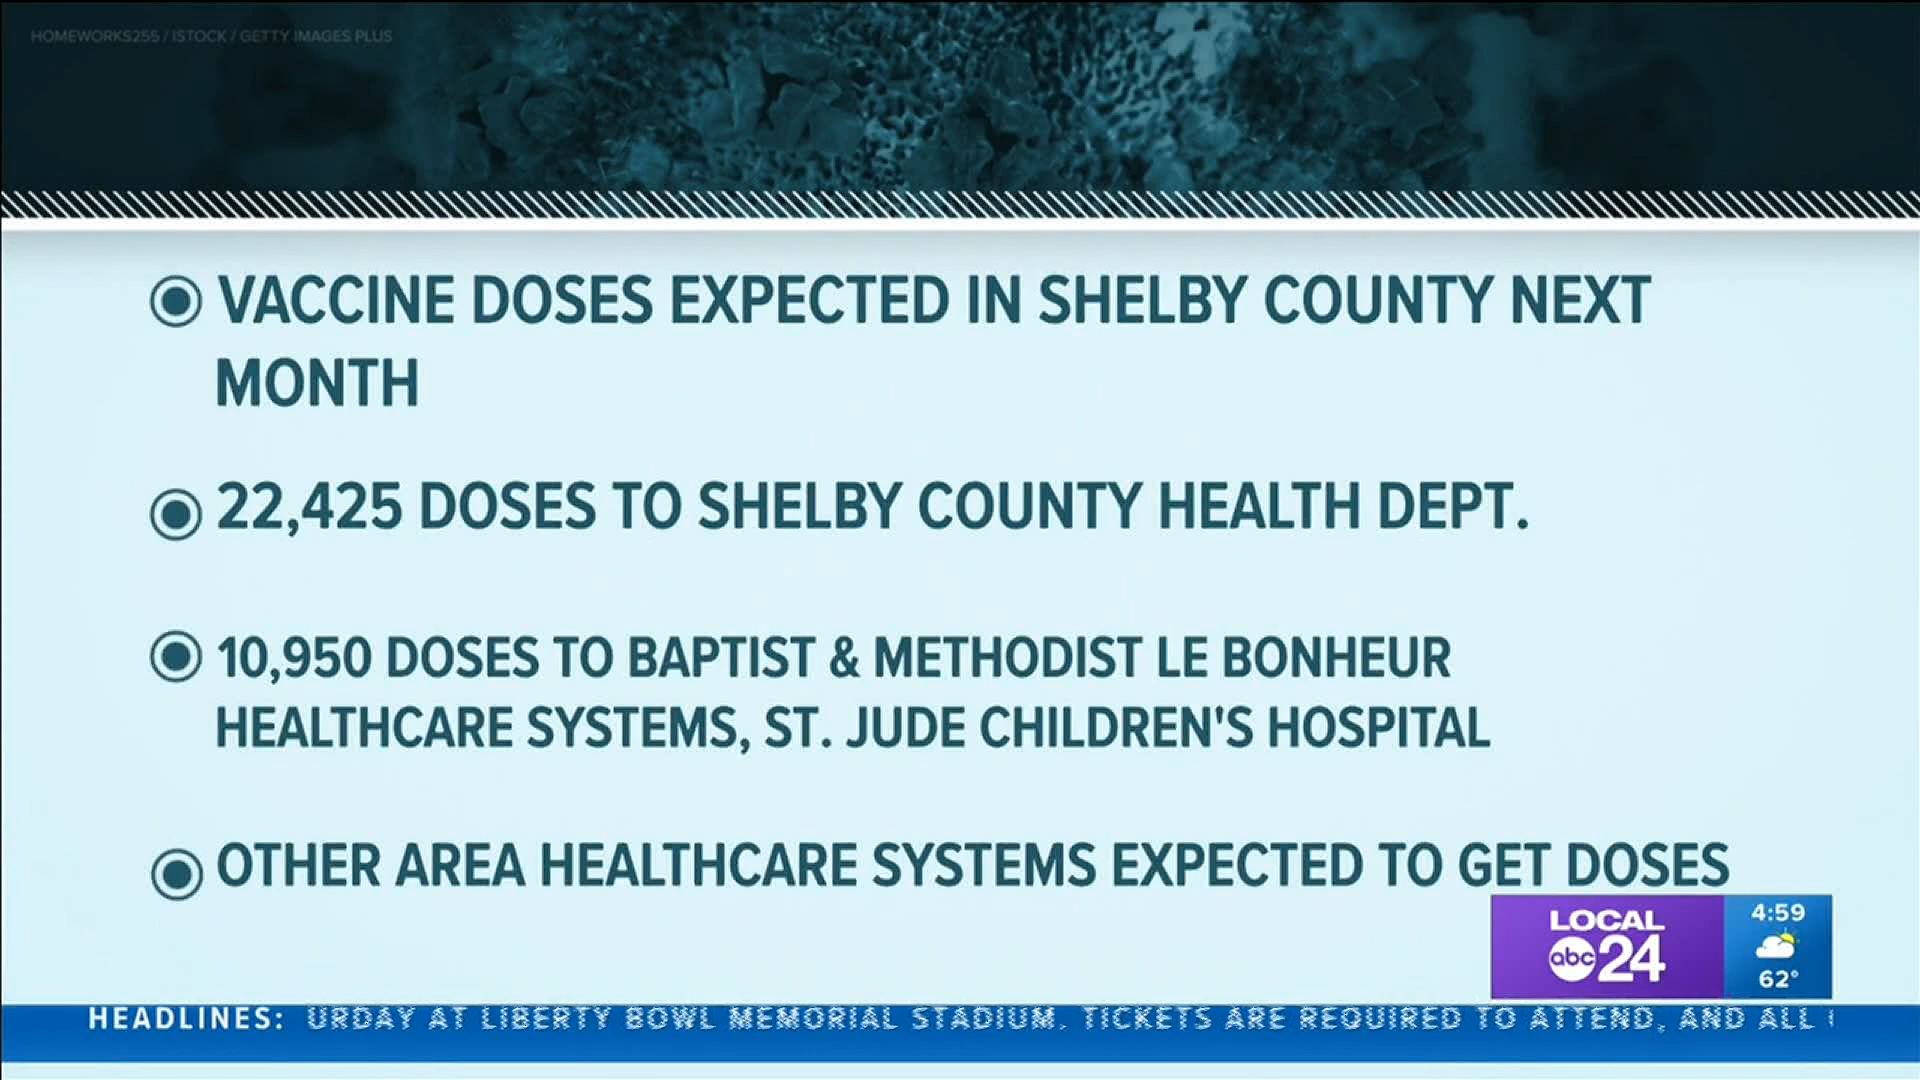 HOMEWORKS255 / ISTOCK / GETTY IMAGES PLUS
VACCINE DOSES EXPECTED IN SHELBY COUNTY NEXT
MONTH
22,425 DOSES TO SHELBY COUNTY HEALTH DEPT.
10,950 DOSES TO BAPTIST & METHODIST LE BONHEUR
HEALTHCARE SYSTEMS, ST. JUDE CHILDREN'S HOSPITAL
OTHER AREA HEALTHCARE SYSTEMS EXPECTED TO GET DOSES
LOCAL
abc 24
4:59
62°
HEADLINES: URDAY AT LIBERTY BOWL MEMORIAL STADIUM. TICKETS ARE REQUIRED TO ATTEND, AND ALL